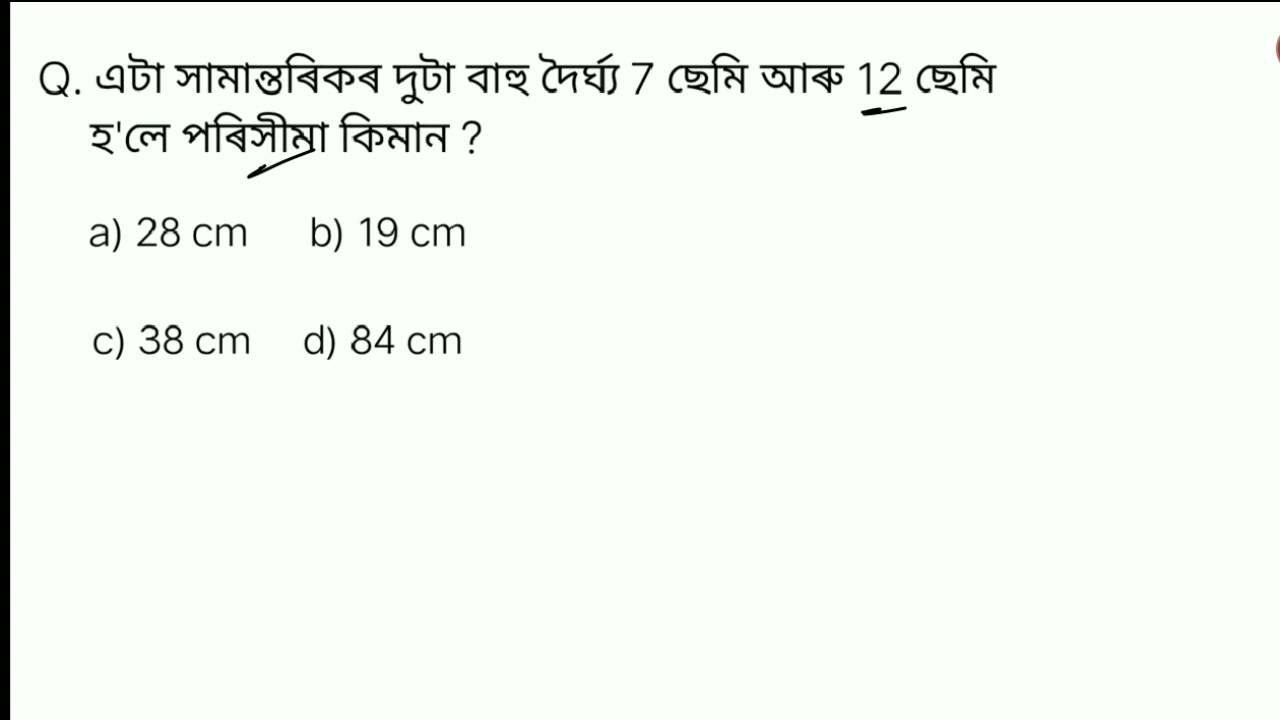 Q. এটা সামান্তৰিকৰ দুটা বাহু দৈৰ্ঘ্য 7 ছেমি আৰু 12 ছেমি
হ'লে পৰিসীমা কিমান ?
a) 28 cm b) 19 cm
c) 38 cm d) 84 cm